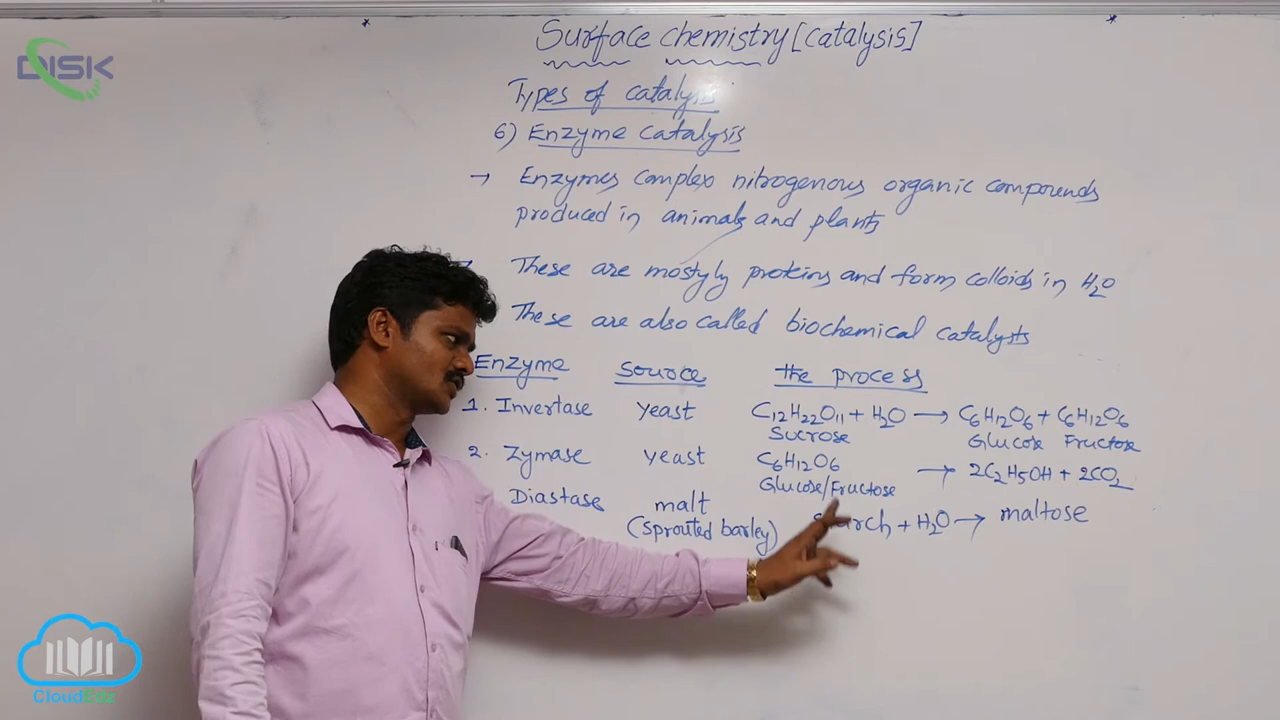 DISK
Surface chemistry [catalysis]
Types of catalysis
6) Enzyme catalysis
→ Enzymes complex nitrogenous organic compounds
produced in animals and plants
These are mostyly proteins and form colloids in H₂O
These are also called biochemical catalysts
Enzyme source the process
1. Invertase yeast C₁₂H₂₂O₁₁ + H₂O → C₆H₁₂O₆ + C₆H₁₂O₆
Sucrose Glucose Fructose
2. Zymase yeast C₆H₁₂O₆ → 2C₂H₅OH + 2CO₂
Glucose/Fructose
Diastase malt starch + H₂O → maltose
(sprouted barley)
CloudEdz